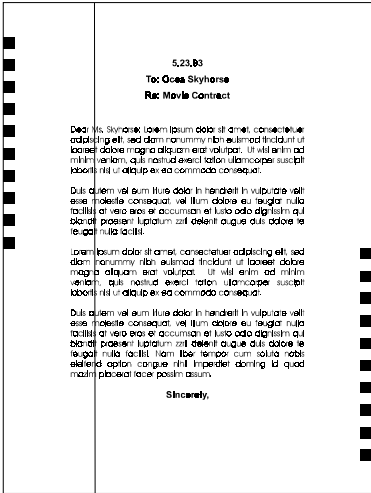 5.23.93
To: Ocea Skyhorse
Re: Movie Contract
Dear Ms. Skyhorse: Lorem ipsum dolor sit amet, consectetuer
adipiscing elit, sed diam nonummy nibh euismod tincidunt ut
laoreet dolore magna aliquam erat volutpat. Ut wisi enim ad
minim veniam, quis nostrud exerci tation ullamcorper suscipit
lobortis nisl ut aliquip ex ea commodo consequat.
Duis autem vel eum iriure dolor in hendrerit in vulputate velit
esse molestie consequat, vel illum dolore eu feugiat nulla
facilisis at vero eros et accumsan et iusto odio dignissim qui
blandit praesent luptatum zzril delenit augue duis dolore te
feugait nulla facilisi.
Lorem ipsum dolor sit amet, consectetuer adipiscing elit, sed
diam nonummy nibh euismod tincidunt ut laoreet dolore
magna aliquam erat volutpat. Ut wisi enim ad minim
veniam, quis nostrud exerci tation ullamcorper suscipit
lobortis nisl ut aliquip ex ea commodo consequat.
Duis autem vel eum iriure dolor in hendrerit in vulputate velit
esse molestie consequat, vel illum dolore eu feugiat nulla
facilisis at vero eros et accumsan et iusto odio dignissim qui
blandit praesent luptatum zzril delenit augue duis dolore te
feugait nulla facilisi. Nam liber tempor cum soluta nobis
eleifend option congue nihil imperdiet doming id quod
mazim placerat facer possim assum.
Sincerely,